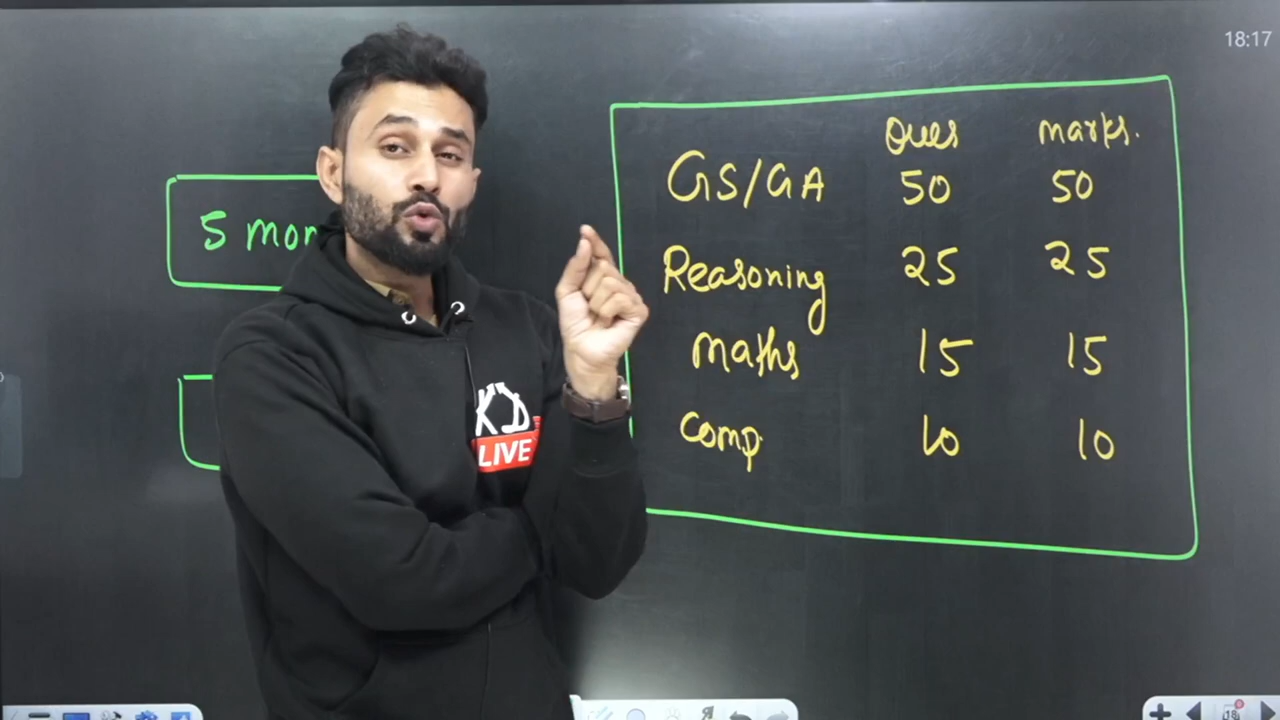 18:17
Ques marks.
GS/GA 50 50
5 mon
Reasoning 25 25
maths 15 15
KD
LIVE
Comp. 10 10
18